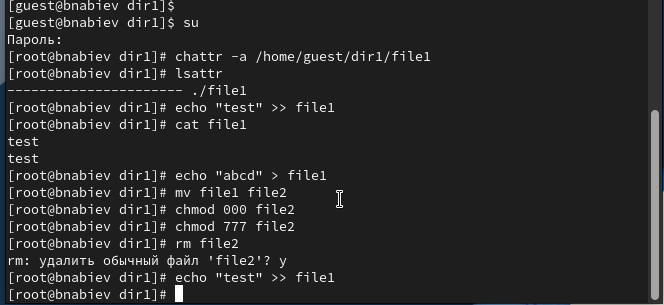 [guest@bnabiev dir1]$
[guest@bnabiev dir1]$ su
Пароль:
[root@bnabiev dir1]# chattr -a /home/guest/dir1/file1
[root@bnabiev dir1]# lsattr
---------------------- ./file1
[root@bnabiev dir1]# echo "test" >> file1
[root@bnabiev dir1]# cat file1
test
test
[root@bnabiev dir1]# echo "abcd" > file1
[root@bnabiev dir1]# mv file1 file2
[root@bnabiev dir1]# chmod 000 file2
[root@bnabiev dir1]# chmod 777 file2
[root@bnabiev dir1]# rm file2
rm: удалить обычный файл 'file2'? y
[root@bnabiev dir1]# echo "test" >> file1
[root@bnabiev dir1]#